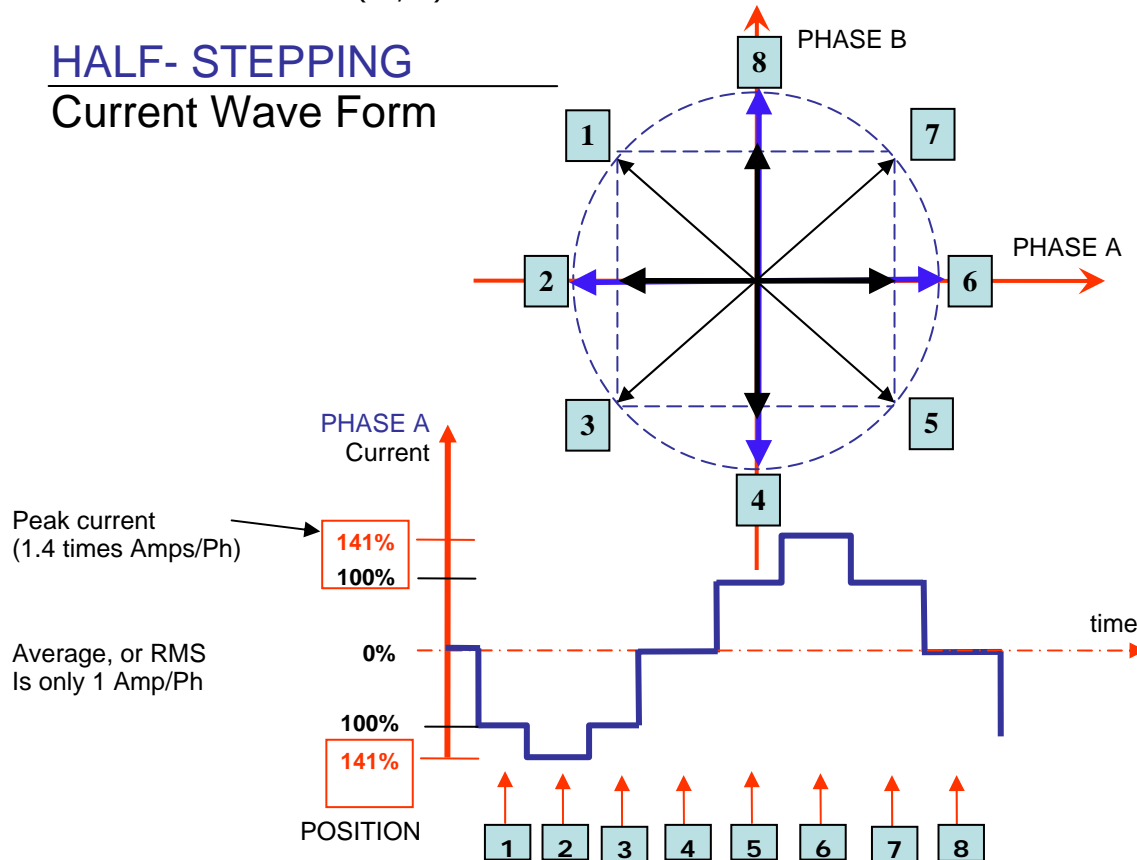 HALF- STEPPING
Current Wave Form
PHASE B
8
1
7
PHASE A
2
6
3
5
4
PHASE A
Current
Peak current
(1.4 times Amps/Ph)
141%
100%
time
Average, or RMS
Is only 1 Amp/Ph
0%
100%
141%
POSITION
1 2 3 4 5 6 7 8